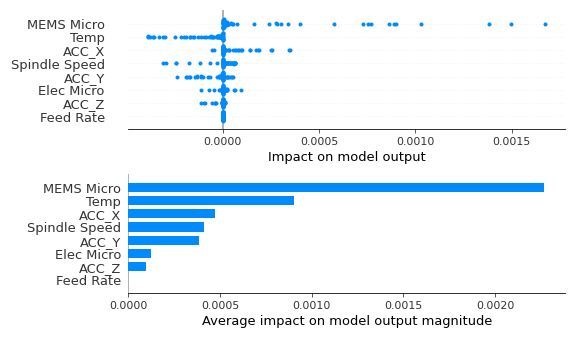 MEMS Micro
Temp
ACC_X
Spindle Speed
ACC_Y
Elec Micro
ACC_Z
Feed Rate
0.0000 0.0005 0.0010 0.0015
Impact on model output
MEMS Micro
Temp
ACC_X
Spindle Speed
ACC_Y
Elec Micro
ACC_Z
Feed Rate
0.0000 0.0005 0.0010 0.0015 0.0020
Average impact on model output magnitude